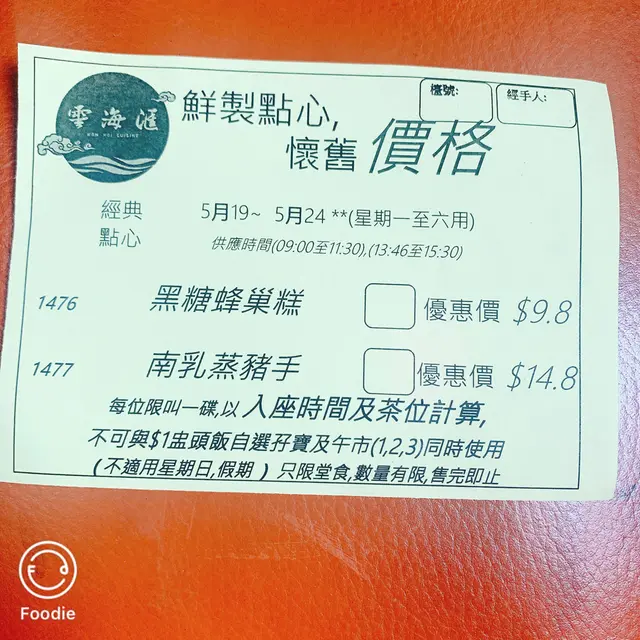 雲海滙
WAN HOI CUISINE
鮮製點心,
懷舊 價格
檯號:
經手人:
經典
點心
5月19~ 5月24 **(星期一至六用)
供應時間(09:00至11:30),(13:46至15:30)
1476 黑糖蜂巢糕 優惠價 $9.8
1477 南乳蒸豬手 優惠價 $14.8
每位限叫一碟,以 入座時間及茶位計算,
不可與$1盅頭飯自選孖寶及午市(1,2,3)同時使用
(不適用星期日,假期 ) 只限堂食,數量有限,售完即止
F d
Foodie